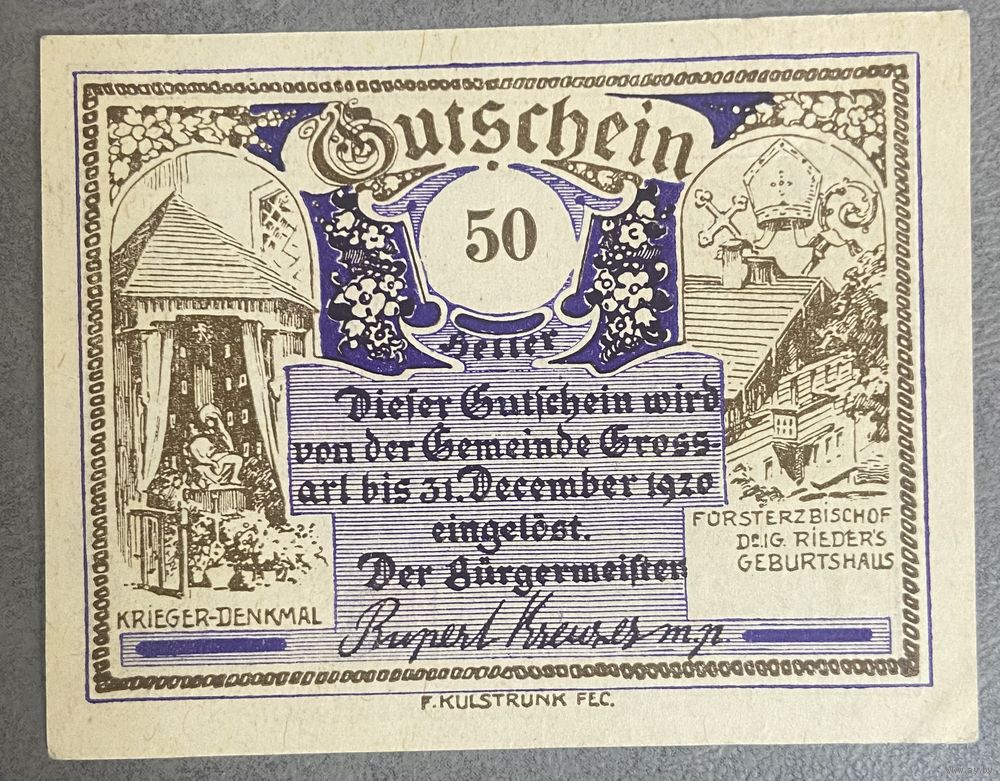 Gutschein
50
Heller
Dieser Gutschein wird
von der Gemeinde Gross-
arl bis 31. December 1920
eingelöst.
Der Bürgermeister
Rupert Kreuzer m.p.
KRIEGER-DENKMAL
FÜRSTERZBISCHOF
DR. IG. RIEDER'S
GEBURTSHAUS
F. KULSTRUNK FEC.